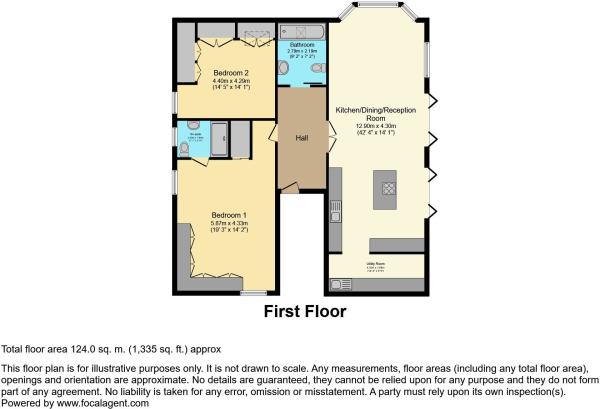 Bathroom
2.79m x 2.19m
(9' 2" x 7' 2")
Bedroom 2
4.40m x 4.29m
(14' 5" x 14' 1")
Kitchen/Dining/Reception
Room
12.90m x 4.30m
(42' 4" x 14' 1")
Hall
Bedroom 1
5.87m x 4.33m
(19' 3" x 14' 2")
Utility Room
First Floor
Total floor area 124.0 sq. m. (1,335 sq. ft.) approx
This floor plan is for illustrative purposes only. It is not drawn to scale. Any measurements, floor areas (including any total floor area),
openings and orientation are approximate. No details are guaranteed, they cannot be relied upon for any purpose and they do not form
part of any agreement. No liability is taken for any error, omission or misstatement. A party must rely upon its own inspection(s).
Powered by www.focalagent.com